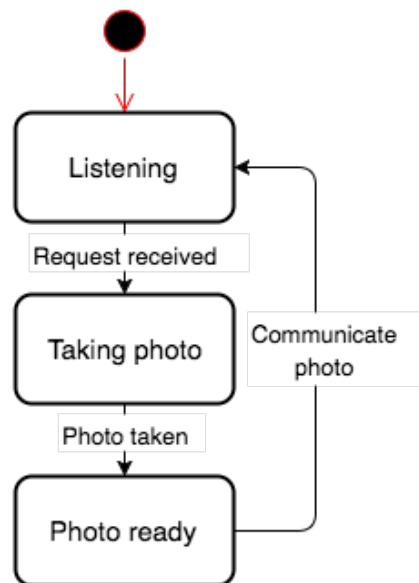 Listening
Request received
Taking photo
Communicate
photo
Photo taken
Photo ready